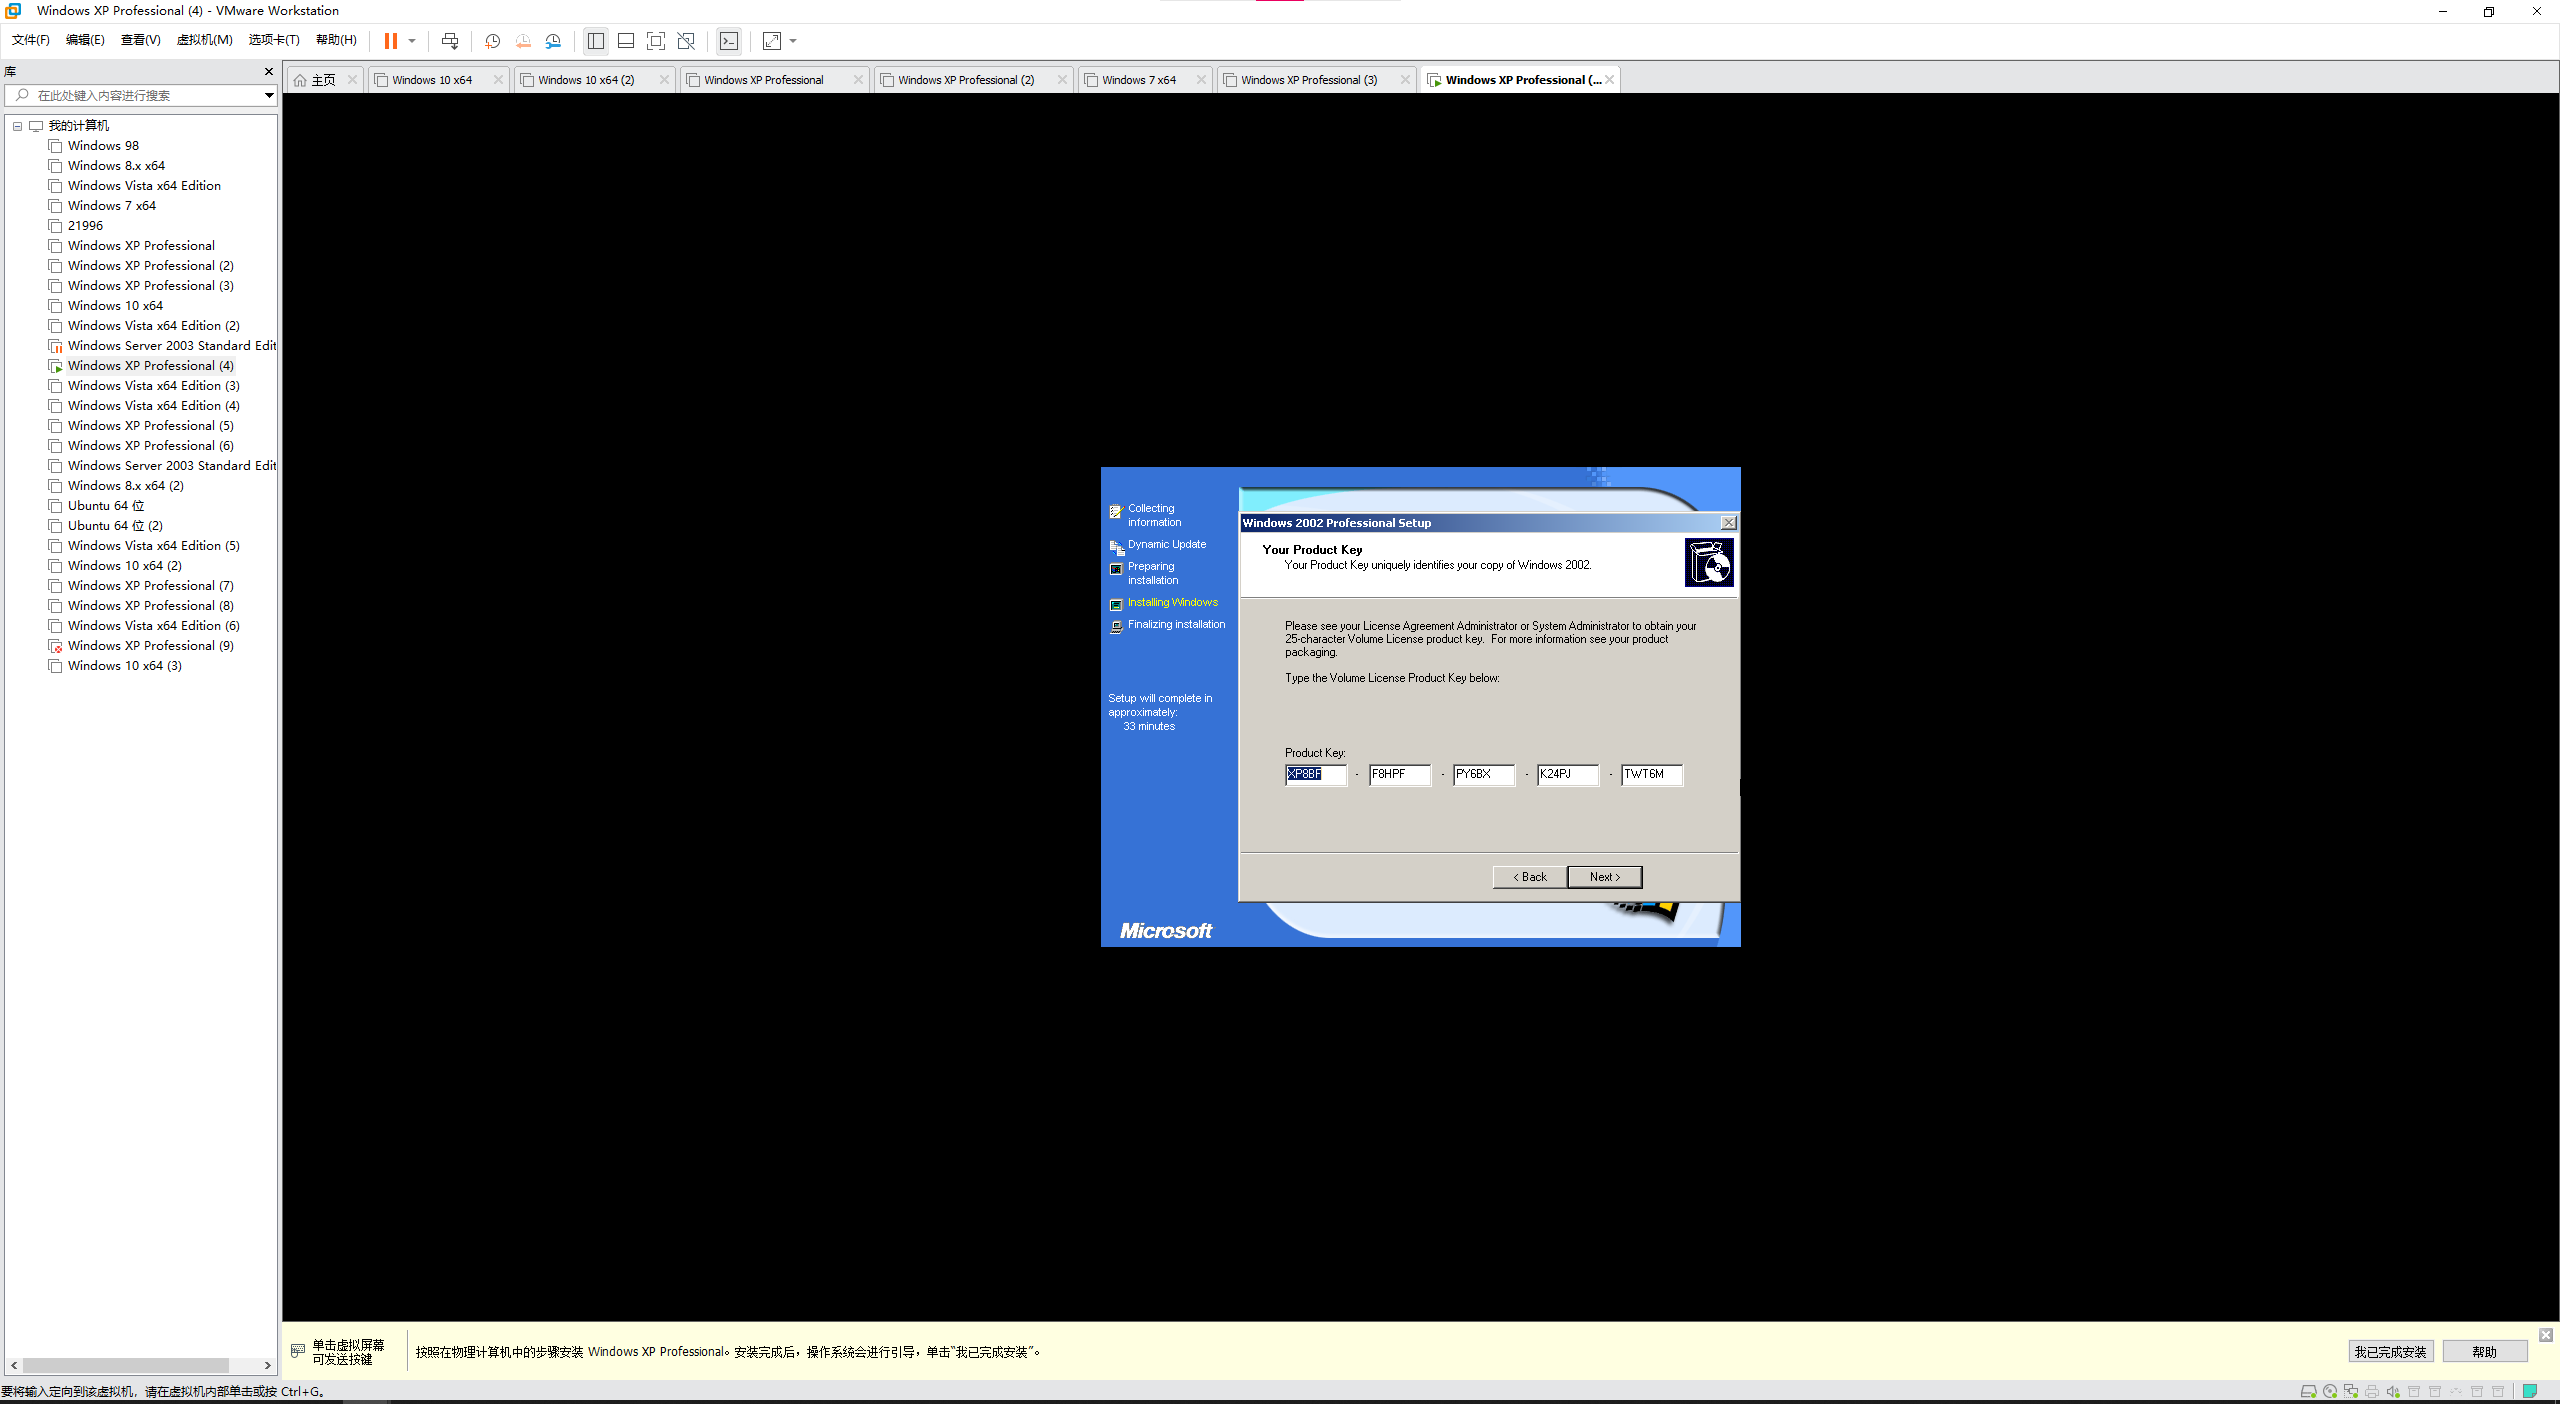 Windows XP Professional (4) - VMware Workstation
文件(F) 编辑(E) 查看(V) 虚拟机(M) 选项卡(T) 帮助(H)
库
在此处键入内容进行搜索
我的计算机
Windows 98
Windows 8.x x64
Windows Vista x64 Edition
Windows 7 x64
21996
Windows XP Professional
Windows XP Professional (2)
Windows XP Professional (3)
Windows 10 x64
Windows Vista x64 Edition (2)
Windows Server 2003 Standard Edit
Windows XP Professional (4)
Windows Vista x64 Edition (3)
Windows Vista x64 Edition (4)
Windows XP Professional (5)
Windows XP Professional (6)
Windows Server 2003 Standard Edit
Windows 8.x x64 (2)
Ubuntu 64 位
Ubuntu 64 位 (2)
Windows Vista x64 Edition (5)
Windows 10 x64 (2)
Windows XP Professional (7)
Windows XP Professional (8)
Windows Vista x64 Edition (6)
Windows XP Professional (9)
Windows 10 x64 (3)
主页 Windows 10 x64 Windows 10 x64 (2) Windows XP Professional Windows XP Professional (2) Windows 7 x64 Windows XP Professional (3) Windows XP Professional (...
Collecting
information
Dynamic Update
Preparing
installation
Installing Windows
Finalizing installation
Setup will complete in
approximately:
33 minutes
Microsoft
Windows 2002 Professional Setup
Your Product Key
Your Product Key uniquely identifies your copy of Windows 2002.
Please see your License Agreement Administrator or System Administrator to obtain your
25-character Volume License product key. For more information see your product
packaging.
Type the Volume License Product Key below:
Product Key:
XP8BF - F8HPF - PY6BX - K24PJ - TWT6M
< Back Next >
单击虚拟屏幕
可发送按键
按照在物理计算机中的步骤安装 Windows XP Professional。安装完成后，操作系统会进行引导，单击“我已完成安装”。
我已完成安装 帮助
要将输入定向到该虚拟机，请在虚拟机内部单击或按 Ctrl+G。